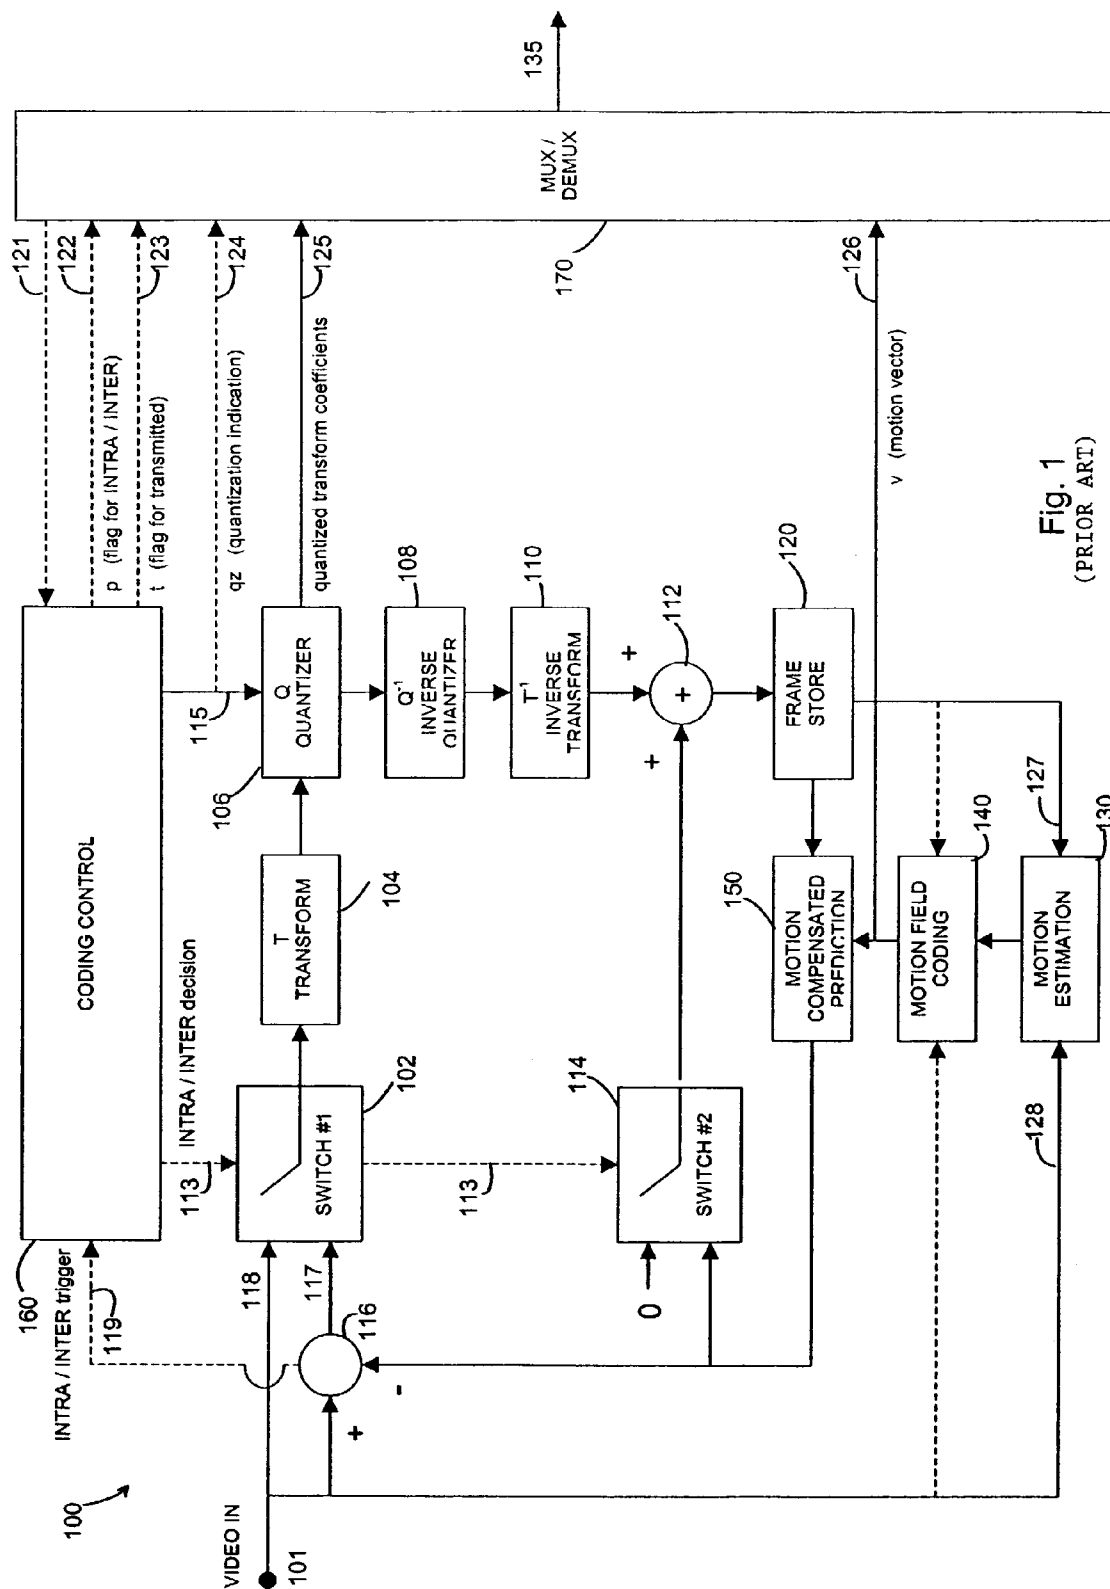 100
VIDEO IN
101
INTRA / INTER trigger
119
160
CODING CONTROL
121
122
p (flag for INTRA / INTER)
123
t (flag for transmitted)
124
qz (quantization indication)
115
113
INTRA / INTER decision
118
117
116
+
-
SWITCH #1
102
T
TRANSFORM
104
106
Q
QUANTIZER
125
quantized transform coefficients
108
Q-1
INVERSE
QUANTIZER
110
T-1
INVERSE
TRANSFORM
113
0
114
SWITCH #2
+
+
+
112
120
FRAME
STORE
150
MOTION
COMPENSATED
PREDICTION
126
v (motion vector)
140
MOTION FIELD
CODING
127
128
130
MOTION
ESTIMATION
170
MUX /
DEMUX
135
Fig. 1
(PRIOR ART)